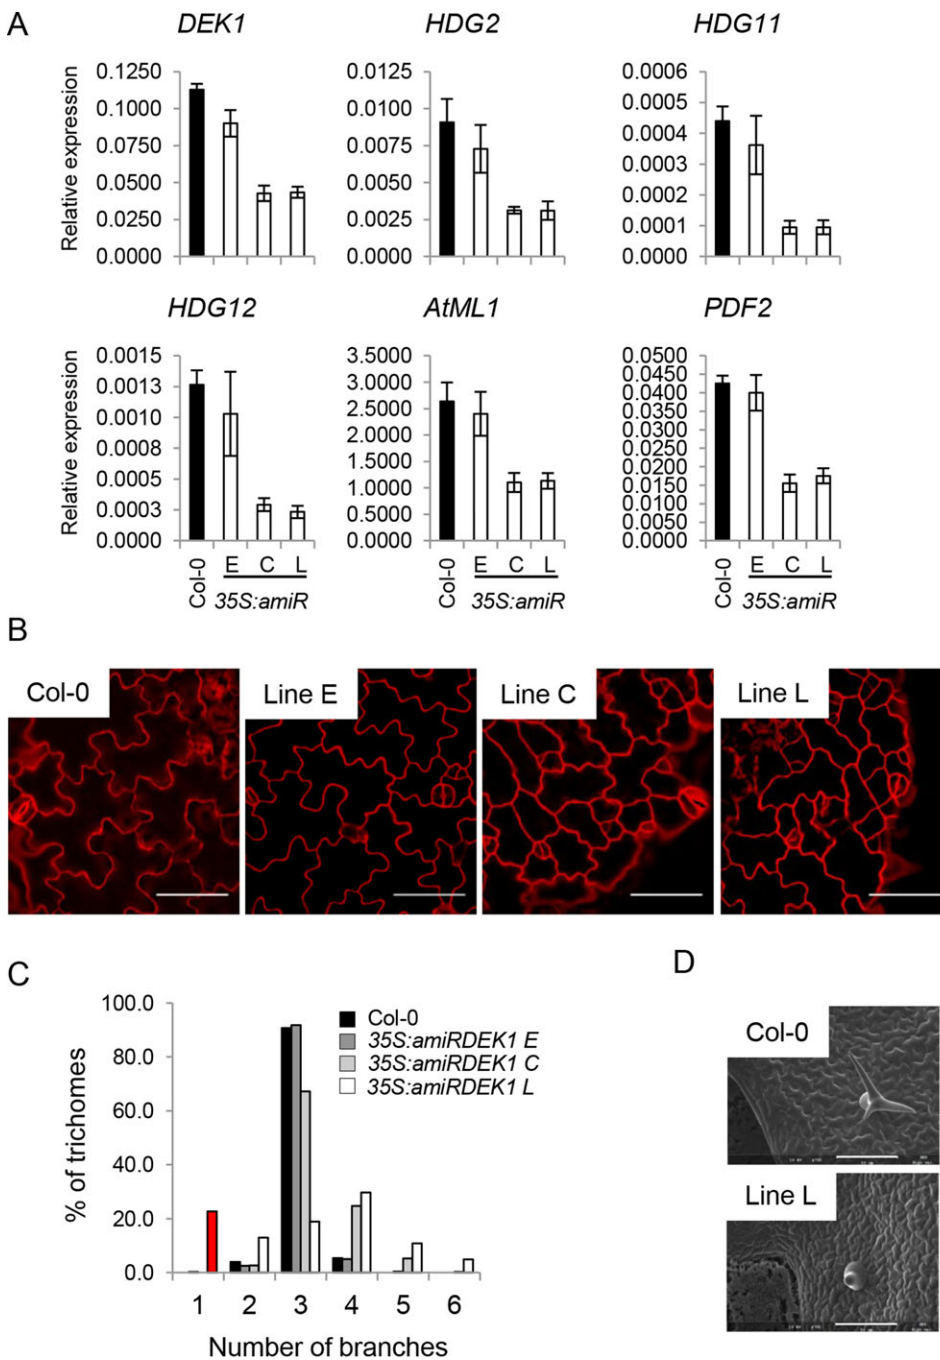 A
DEK1
HDG2
HDG11
Relative expression
0.1250
0.1000
0.0750
0.0500
0.0250
0.0000
0.0125
0.0100
0.0075
0.0050
0.0025
0.0000
0.0006
0.0005
0.0004
0.0003
0.0002
0.0001
0.0000
HDG12
AtML1
PDF2
Relative expression
0.0015
0.0013
0.0010
0.0008
0.0005
0.0003
0.0000
3.5000
3.0000
2.5000
2.0000
1.5000
1.0000
0.5000
0.0000
0.0500
0.0450
0.0400
0.0350
0.0300
0.0250
0.0200
0.0150
0.0100
0.0050
0.0000
Col-0 E C L
35S:amiR
Col-0 E C L
35S:amiR
Col-0 E C L
35S:amiR
B
Col-0
Line E
Line C
Line L
C
% of trichomes
100.0
80.0
60.0
40.0
20.0
0.0
Col-0
35S:amiRDEK1 E
35S:amiRDEK1 C
35S:amiRDEK1 L
1 2 3 4 5 6
Number of branches
D
Col-0
Line L